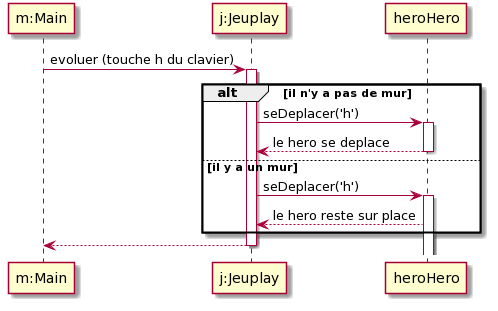 m:Main
j:Jeuplay
heroHero
evoluer (touche h du clavier)
alt
[il n'y a pas de mur]
seDeplacer('h')
le hero se deplace
[il y a un mur]
seDeplacer('h')
le hero reste sur place
m:Main
j:Jeuplay
heroHero